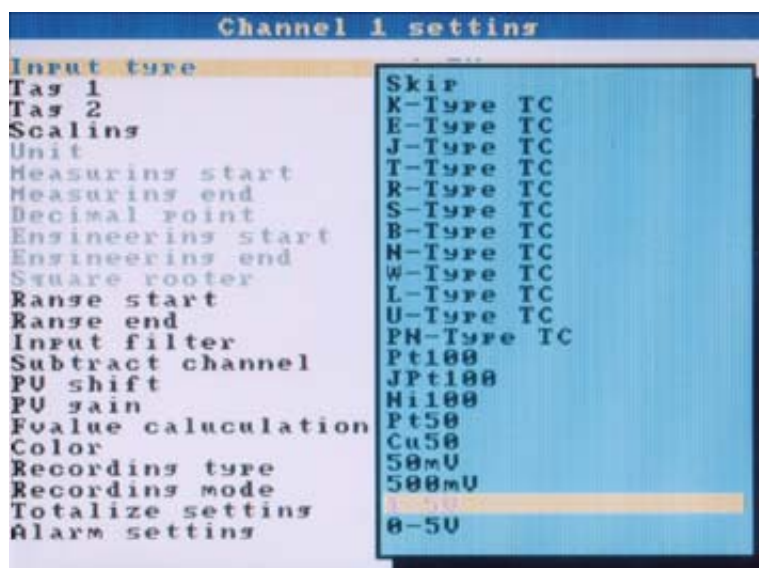 Channel 1 setting
Input type
Tag 1
Tag 2
Scaling
Unit
Measuring start
Measuring end
Decimal point
Engineering start
Engineering end
Square rooter
Range start
Range end
Input filter
Subtract channel
PV shift
PV gain
Fvalue caluculation
Color
Recording type
Recording mode
Totalize setting
Alarm setting
Skip
K-Type TC
E-Type TC
J-Type TC
T-Type TC
R-Type TC
S-Type TC
B-Type TC
N-Type TC
W-Type TC
L-Type TC
U-Type TC
PN-Type TC
Pt100
JPt100
Ni100
Pt50
Cu50
50mV
500mV
1-5V
0-5V